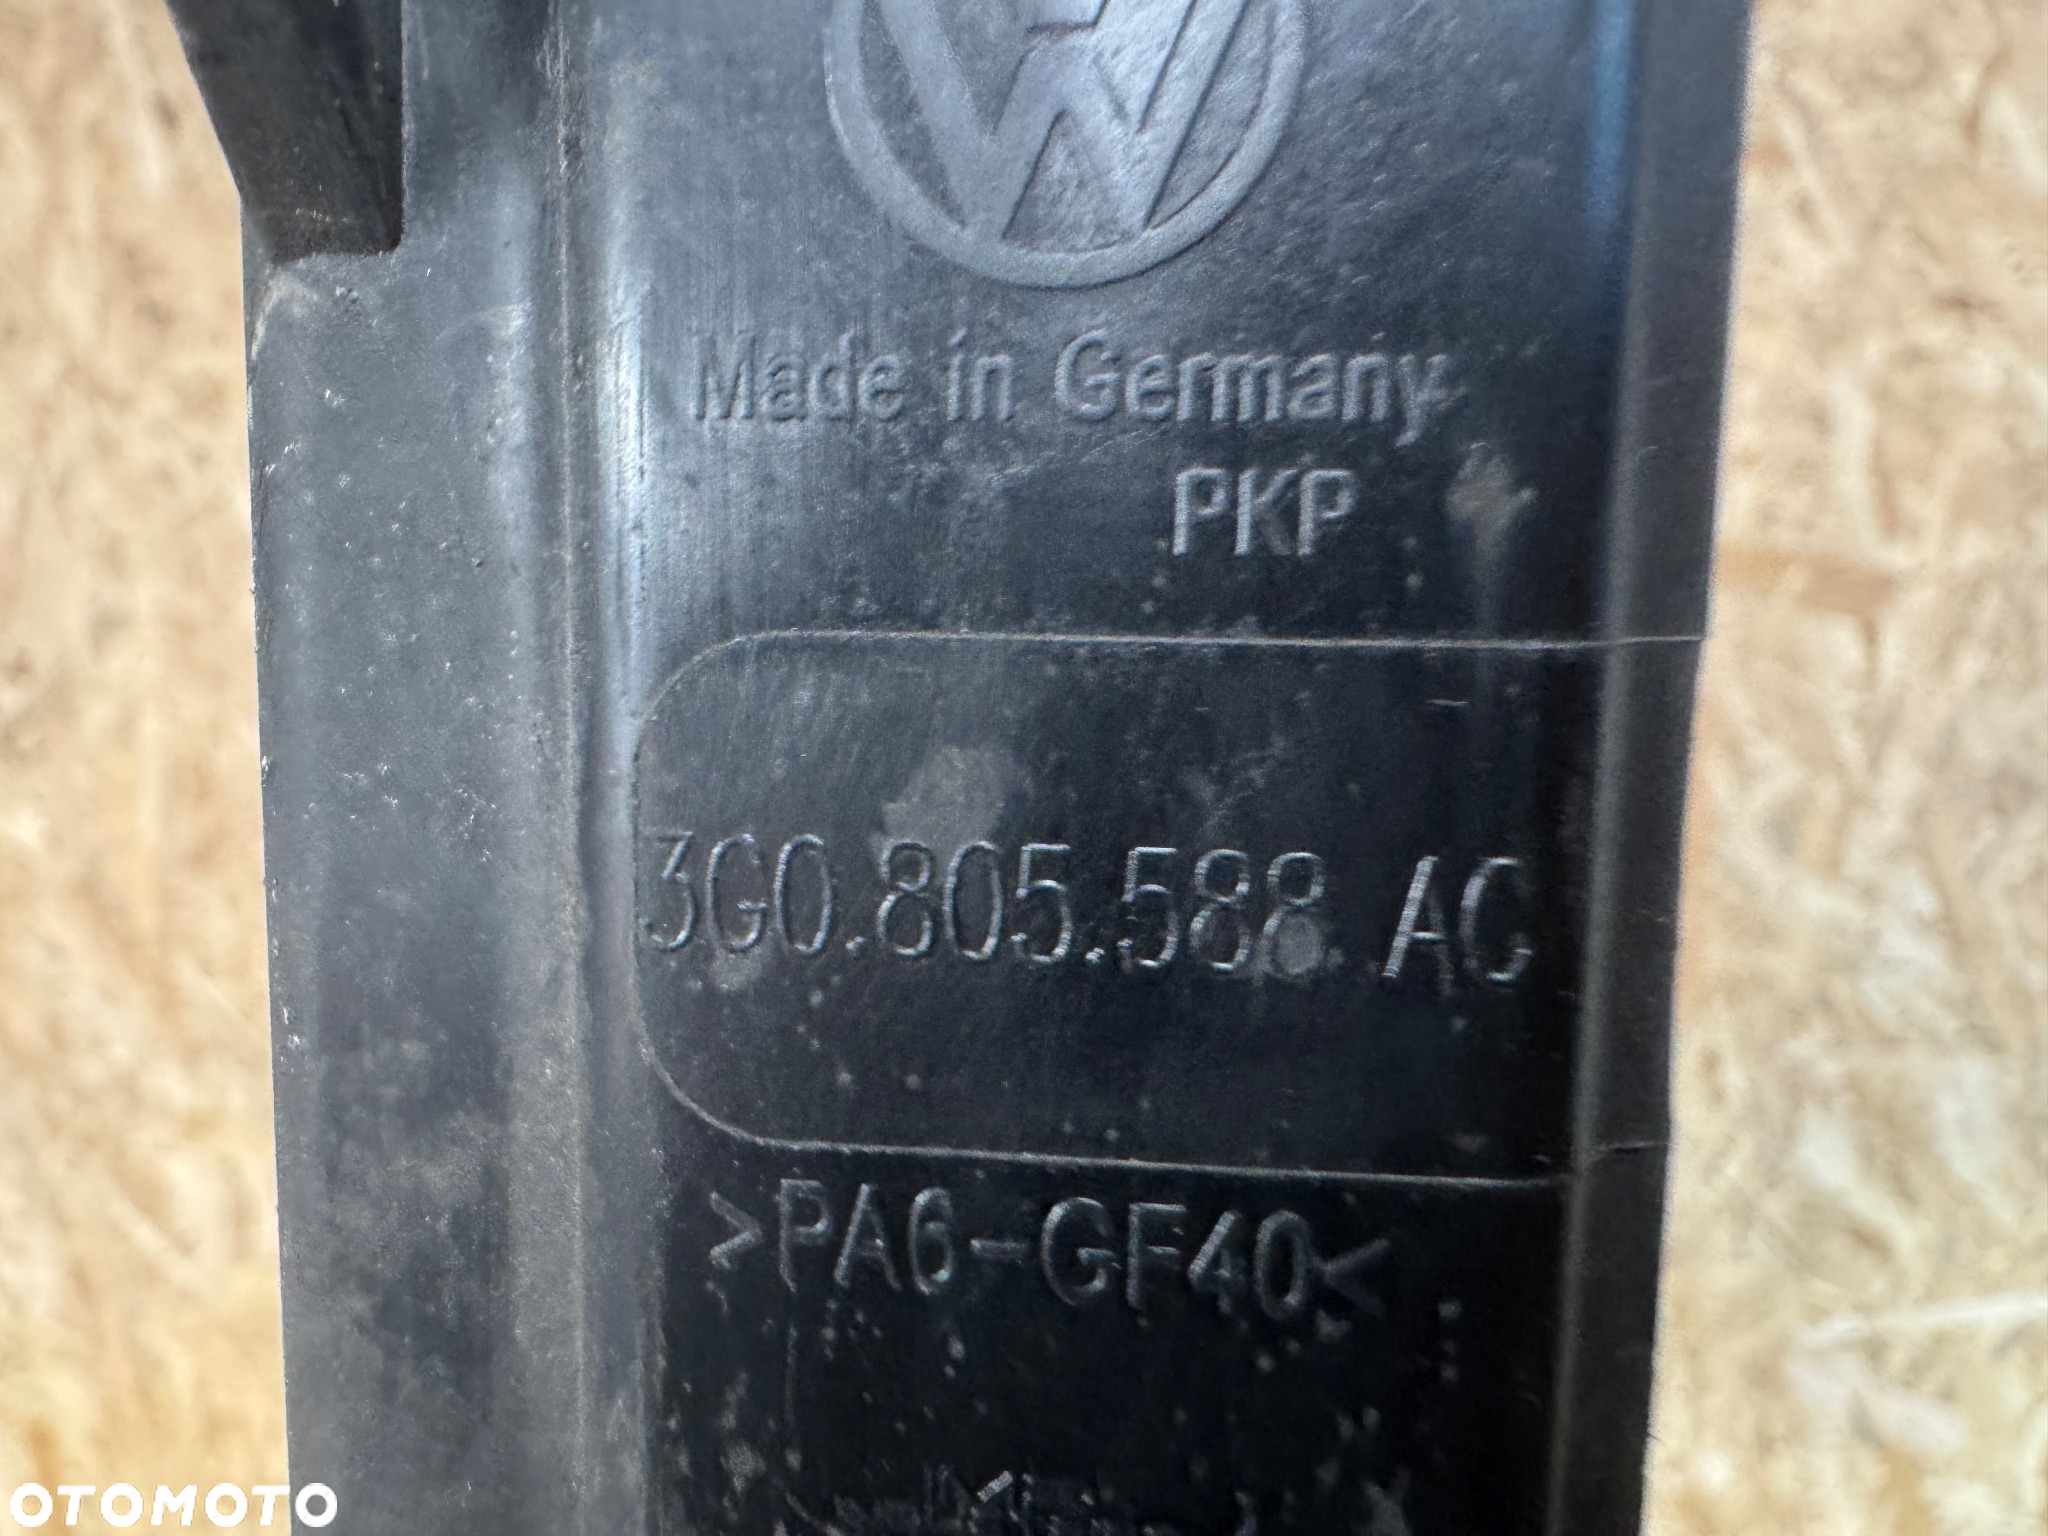 Made in Germany
PKP
3G0.805.588 AC
>PA6-GF40<
OTOMOTO